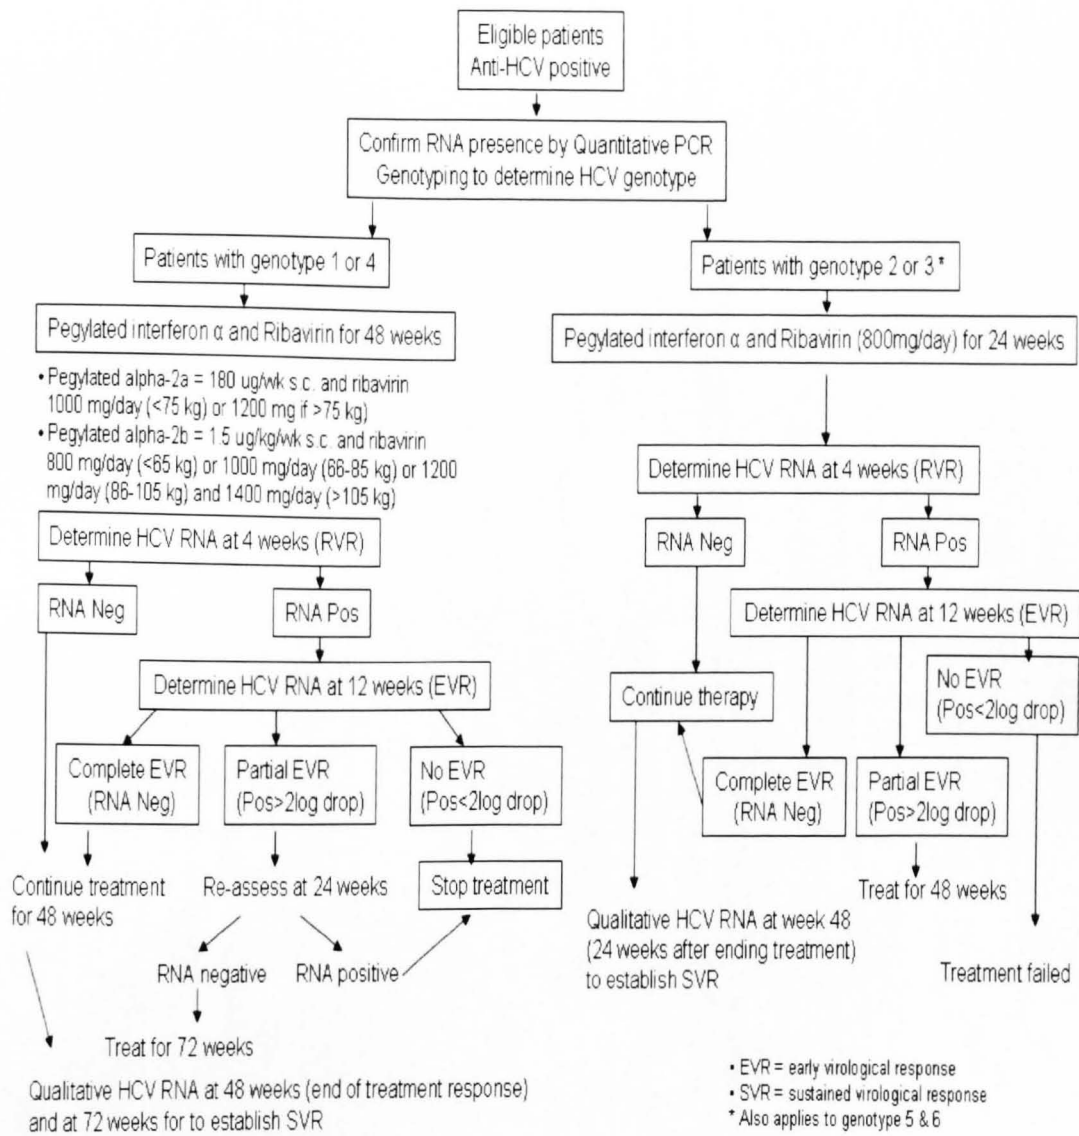 Eligible patients
Anti-HCV positive
Confirm RNA presence by Quantitative PCR
Genotyping to determine HCV genotype
Patients with genotype 1 or 4
Pegylated interferon α and Ribavirin for 48 weeks
• Pegylated alpha-2a = 180 ug/wk s.c. and ribavirin
1000 mg/day (<75 kg) or 1200 mg if >75 kg)
• Pegylated alpha-2b = 1.5 ug/kg/wk s.c. and ribavirin
800 mg/day (<65 kg) or 1000 mg/day (66-85 kg) or 1200
mg/day (86-105 kg) and 1400 mg/day (>105 kg)
Determine HCV RNA at 4 weeks (RVR)
RNA Neg
RNA Pos
Determine HCV RNA at 12 weeks (EVR)
Complete EVR
(RNA Neg)
Partial EVR
(Pos>2log drop)
No EVR
(Pos<2log drop)
Continue treatment
for 48 weeks
Re-assess at 24 weeks
Stop treatment
RNA negative
RNA positive
Treat for 72 weeks
Qualitative HCV RNA at 48 weeks (end of treatment response)
and at 72 weeks for to establish SVR
Patients with genotype 2 or 3 *
Pegylated interferon α and Ribavirin (800mg/day) for 24 weeks
Determine HCV RNA at 4 weeks (RVR)
RNA Neg
RNA Pos
Determine HCV RNA at 12 weeks (EVR)
Continue therapy
No EVR
(Pos<2log drop)
Complete EVR
(RNA Neg)
Partial EVR
(Pos>2log drop)
Treat for 48 weeks
Qualitative HCV RNA at week 48
(24 weeks after ending treatment)
to establish SVR
Treatment failed
• EVR = early virological response
• SVR = sustained virological response
* Also applies to genotype 5 & 6